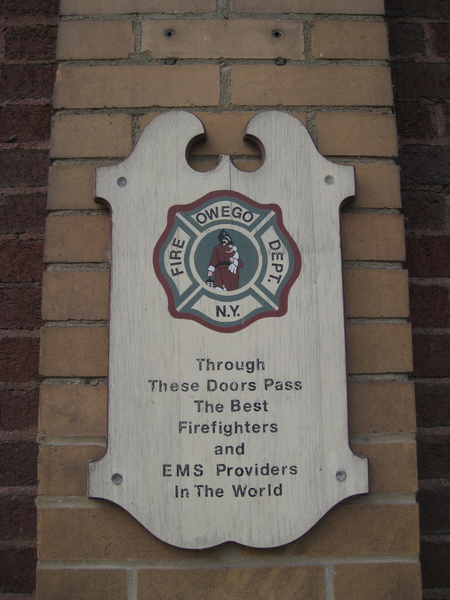 OWEGO
FIRE DEPT.
N.Y.
Through
These Doors Pass
The Best
Firefighters
and
EMS Providers
In The World